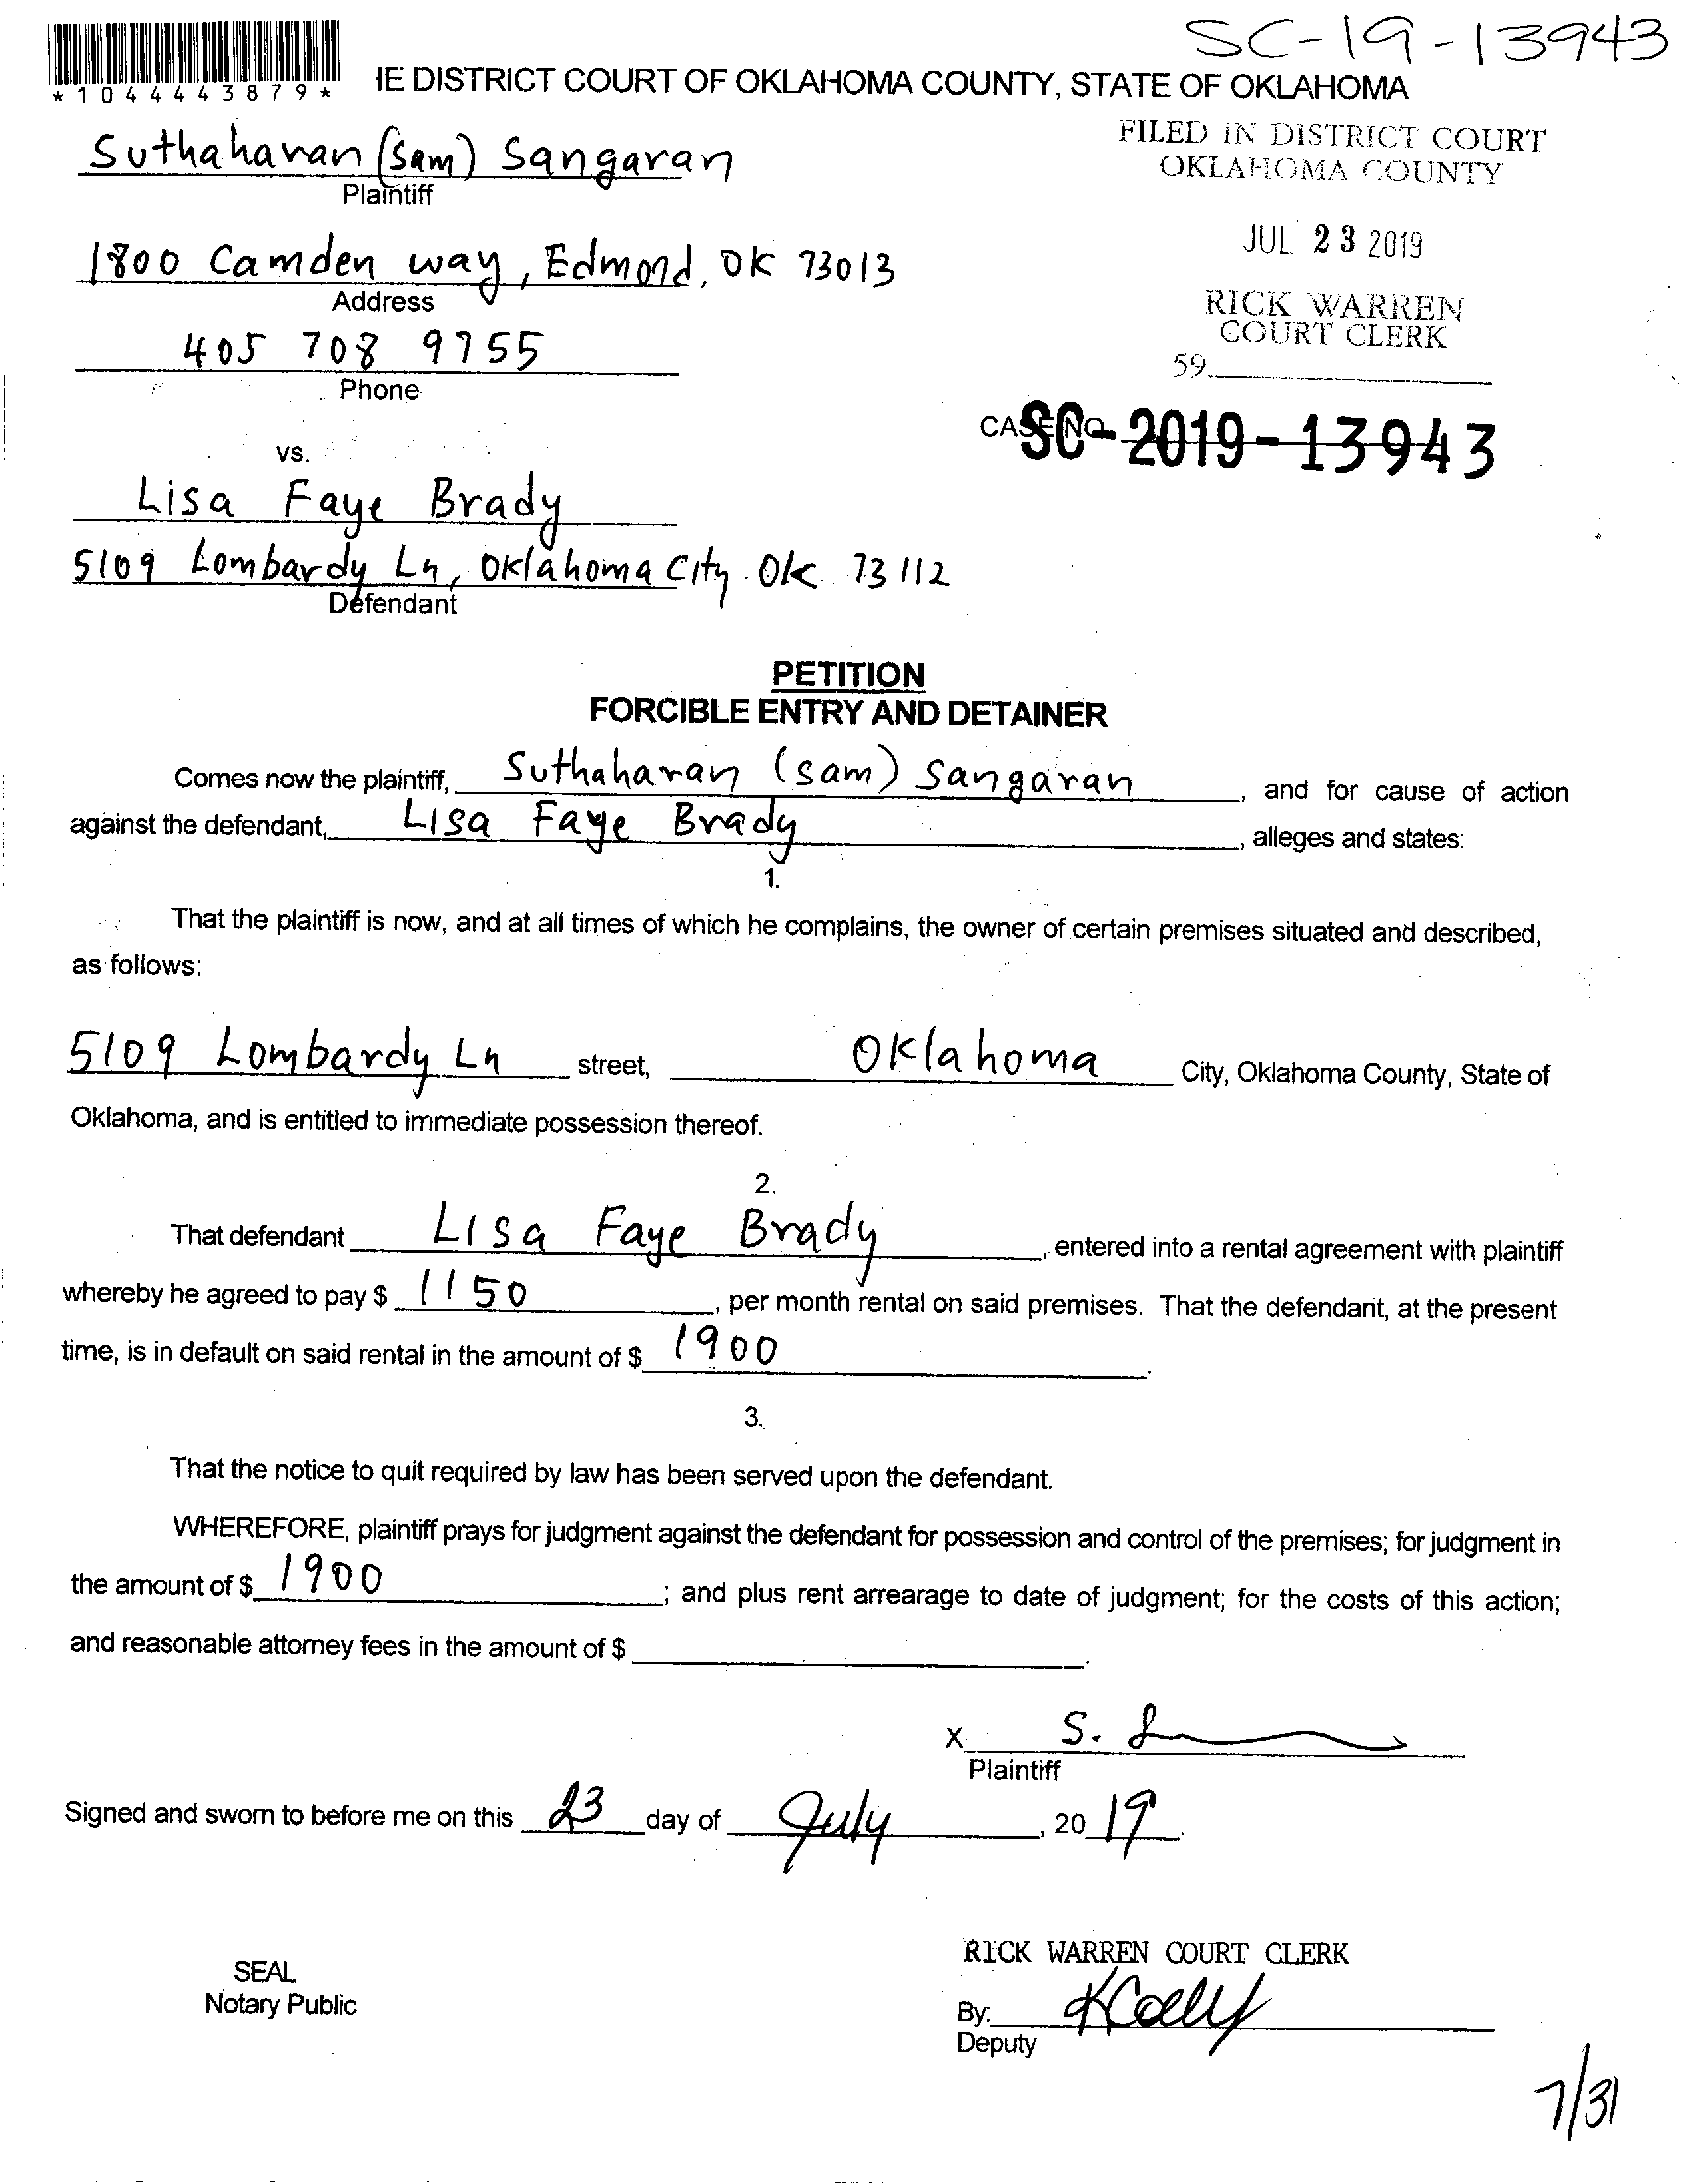 SC-19-13943
*1044443879*
IE DISTRICT COURT OF OKLAHOMA COUNTY, STATE OF OKLAHOMA
Suthaharan (Sam) Sangaran
Plaintiff
FILED IN DISTRICT COURT
OKLAHOMA COUNTY
1800 Camden way, Edmond, OK 73013
Address
JUL 23 2019
405 708 9755
Phone
RICK WARREN
COURT CLERK
59
vs.
CASE NO.
SC-2019-13943
Lisa Faye Brady
5109 Lombardy Ln, Oklahoma City Ok 73112
Defendant
PETITION
FORCIBLE ENTRY AND DETAINER
Comes now the plaintiff, Suthaharan (sam) Sangaran, and for cause of action
against the defendant, Lisa Faye Brady, alleges and states:
1.
That the plaintiff is now, and at all times of which he complains, the owner of certain premises situated and described,
as follows:
5109 Lombardy Ln street, Oklahoma City, Oklahoma County, State of
Oklahoma, and is entitled to immediate possession thereof.
2.
That defendant Lisa Faye Brady, entered into a rental agreement with plaintiff
whereby he agreed to pay $ 1150, per month rental on said premises. That the defendant, at the present
time, is in default on said rental in the amount of $ 1900.
3.
That the notice to quit required by law has been served upon the defendant.
WHEREFORE, plaintiff prays for judgment against the defendant for possession and control of the premises; for judgment in
the amount of $ 1900; and plus rent arrearage to date of judgment; for the costs of this action;
and reasonable attorney fees in the amount of $ .
X S.
Plaintiff
Signed and sworn to before me on this 23 day of July, 20 19.
SEAL
Notary Public
RICK WARREN COURT CLERK
By:
Deputy
7/31